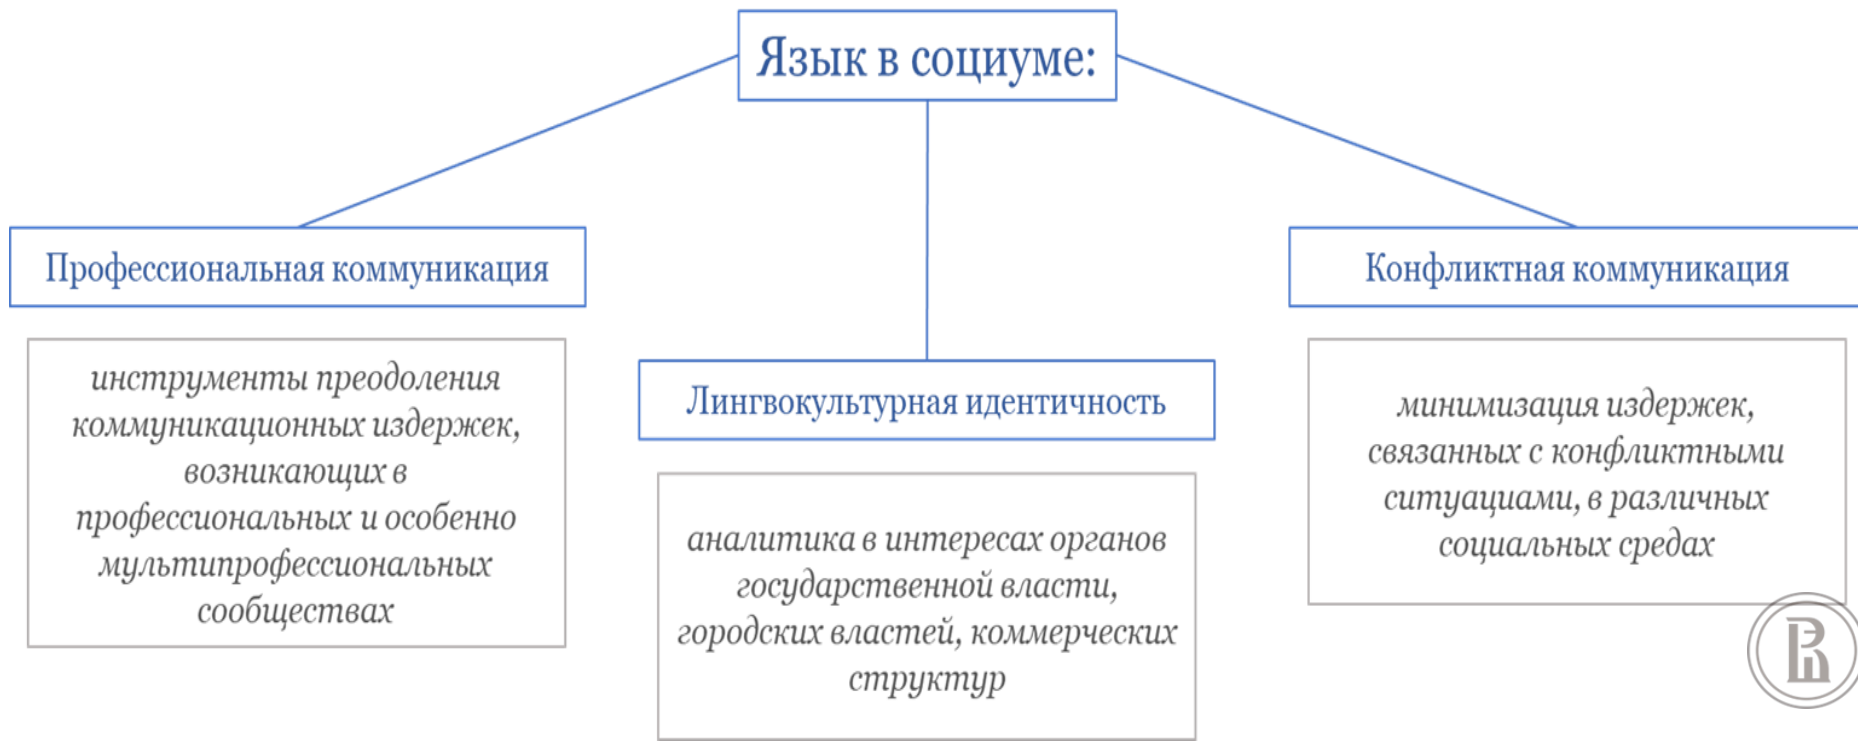 Язык в социуме:
Профессиональная коммуникация
инструменты преодоления
коммуникационных издержек,
возникающих в
профессиональных и особенно
мультипрофессиональных
сообществах
Лингвокультурная идентичность
аналитика в интересах органов
государственной власти,
городских властей, коммерческих
структур
Конфликтная коммуникация
минимизация издержек,
связанных с конфликтными
ситуациами, в различных
социальных средах